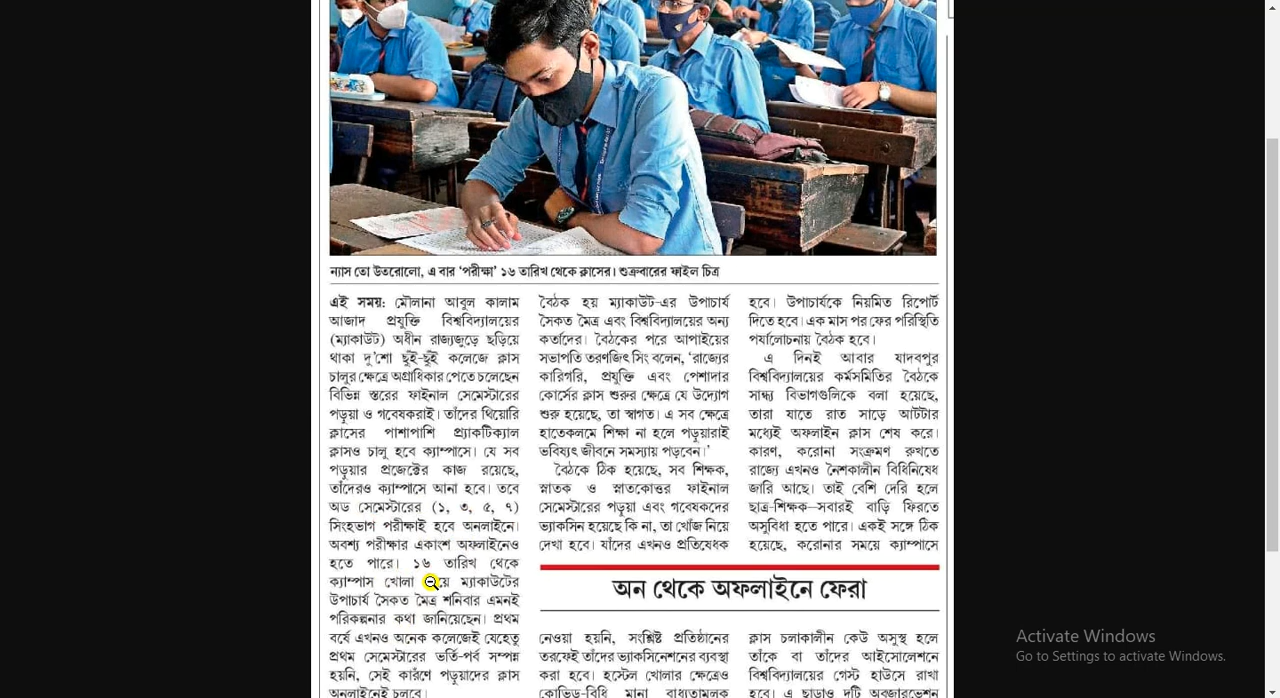 ন্যাস তো উতরোলো, এ বার ‘পরীক্ষা’ ১৬ তারিখ থেকে ক্লাসের। শুক্রবারের ফাইল চিত্র
এই সময়: মৌলানা আবুল কালাম
আজাদ প্রযুক্তি বিশ্ববিদ্যালয়ের
(ম্যাকাউট) অধীন রাজ্যজুড়ে ছড়িয়ে
থাকা দু'শো ছুঁই-ছুঁই কলেজে ক্লাস
চালুর ক্ষেত্রে অগ্রাধিকার পেতে চলেছেন
বিভিন্ন স্তরের ফাইনাল সেমেস্টারের
পড়ুয়া ও গবেষকরাই। তাঁদের থিয়োরি
ক্লাসের পাশাপাশি প্র্যাকটিক্যাল
ক্লাসও চালু হবে ক্যাম্পাসে। যে সব
পড়ুয়ার প্রজেক্টের কাজ রয়েছে,
তাঁদেরও ক্যাম্পাসে আনা হবে। তবে
অড সেমেস্টারের (১, ৩, ৫, ৭)
সিংহভাগ পরীক্ষাই হবে অনলাইনে।
অবশ্য পরীক্ষার একাংশ অফলাইনেও
হতে পারে। ১৬ তারিখ থেকে
ক্যাম্পাস খোলা ম্যাকাউটের
উপাচার্য সৈকত মৈত্র শনিবার এমনই
পরিকল্পনার কথা জানিয়েছেন। প্রথম
বর্ষে এখনও অনেক কলেজেই যেহেতু
প্রথম সেমেস্টারের ভর্তি-পর্ব সম্পন্ন
হয়নি, সেই কারণে পড়ুয়াদের ক্লাস
অনলাইনেই চলবে।
বৈঠক হয় ম্যাকাউট-এর উপাচার্য
সৈকত মৈত্র এবং বিশ্ববিদ্যালয়ের অন্য
কর্তাদের। বৈঠকের পরে আপাইয়ের
সভাপতি তরণজিৎ সিং বলেন, ‘রাজ্যের
কারিগরি, প্রযুক্তি এবং পেশাদার
কোর্সের ক্লাস শুরুর ক্ষেত্রে যে উদ্যোগ
শুরু হয়েছে, তা স্বাগত। এ সব ক্ষেত্রে
হাতেকলমে শিক্ষা না হলে পড়ুয়ারাই
ভবিষ্যৎ জীবনে সমস্যায় পড়বেন।’
বৈঠকে ঠিক হয়েছে, সব শিক্ষক,
স্নাতক ও স্নাতকোত্তর ফাইনাল
সেমেস্টারের পড়ুয়া এবং গবেষকদের
ভ্যাকসিন হয়েছে কি না, তা খোঁজ নিয়ে
দেখা হবে। যাঁদের এখনও প্রতিষেধক
হবে। উপাচার্যকে নিয়মিত রিপোর্ট
দিতে হবে। এক মাস পর ফের পরিস্থিতি
পর্যালোচনায় বৈঠক হবে।
এ দিনই আবার যাদবপুর
বিশ্ববিদ্যালয়ের কর্মসমিতির বৈঠকে
সান্ধ্য বিভাগগুলিকে বলা হয়েছে,
তারা যাতে রাত সাড়ে আটটার
মধ্যেই অফলাইন ক্লাস শেষ করে।
কারণ, করোনা সংক্রমণ রুখতে
রাজ্যে এখনও নৈশকালীন বিধিনিষেধ
জারি আছে। তাই বেশি দেরি হলে
ছাত্র-শিক্ষক—সবারই বাড়ি ফিরতে
অসুবিধা হতে পারে। একই সঙ্গে ঠিক
হয়েছে, করোনার সময়ে ক্যাম্পাসে
অন থেকে অফলাইনে ফেরা
নেওয়া হয়নি, সংশ্লিষ্ট প্রতিষ্ঠানের
তরফেই তাঁদের ভ্যাকসিনেশনের ব্যবস্থা
করা হবে। হস্টেল খোলার ক্ষেত্রেও
কোভিড-বিধি মানা বাধ্যতামূলক
ক্লাস চলাকালীন কেউ অসুস্থ হলে
তাঁকে বা তাঁদের আইসোলেশনে
বিশ্ববিদ্যালয়ের গেস্ট হাউসে রাখা
হবে। এ ছাড়াও দুটি অবজারভেশন
Activate Windows
Go to Settings to activate Windows.